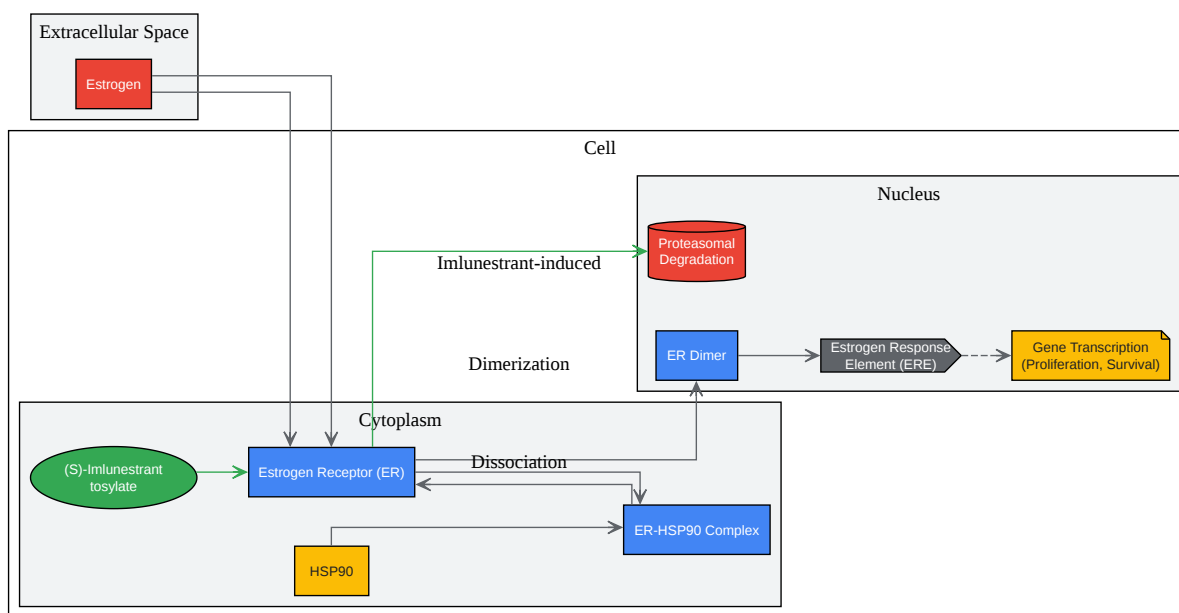 Extracellular Space
Estrogen
Cell
Nucleus
Proteasomal
Degradation
Imlunestrant-induced
ER Dimer
Estrogen Response
Element (ERE)
Gene Transcription
(Proliferation, Survival)
Dimerization
Cytoplasm
(S)-Imlunestrant
tosylate
Estrogen Receptor (ER)
Dissociation
ER-HSP90 Complex
HSP90